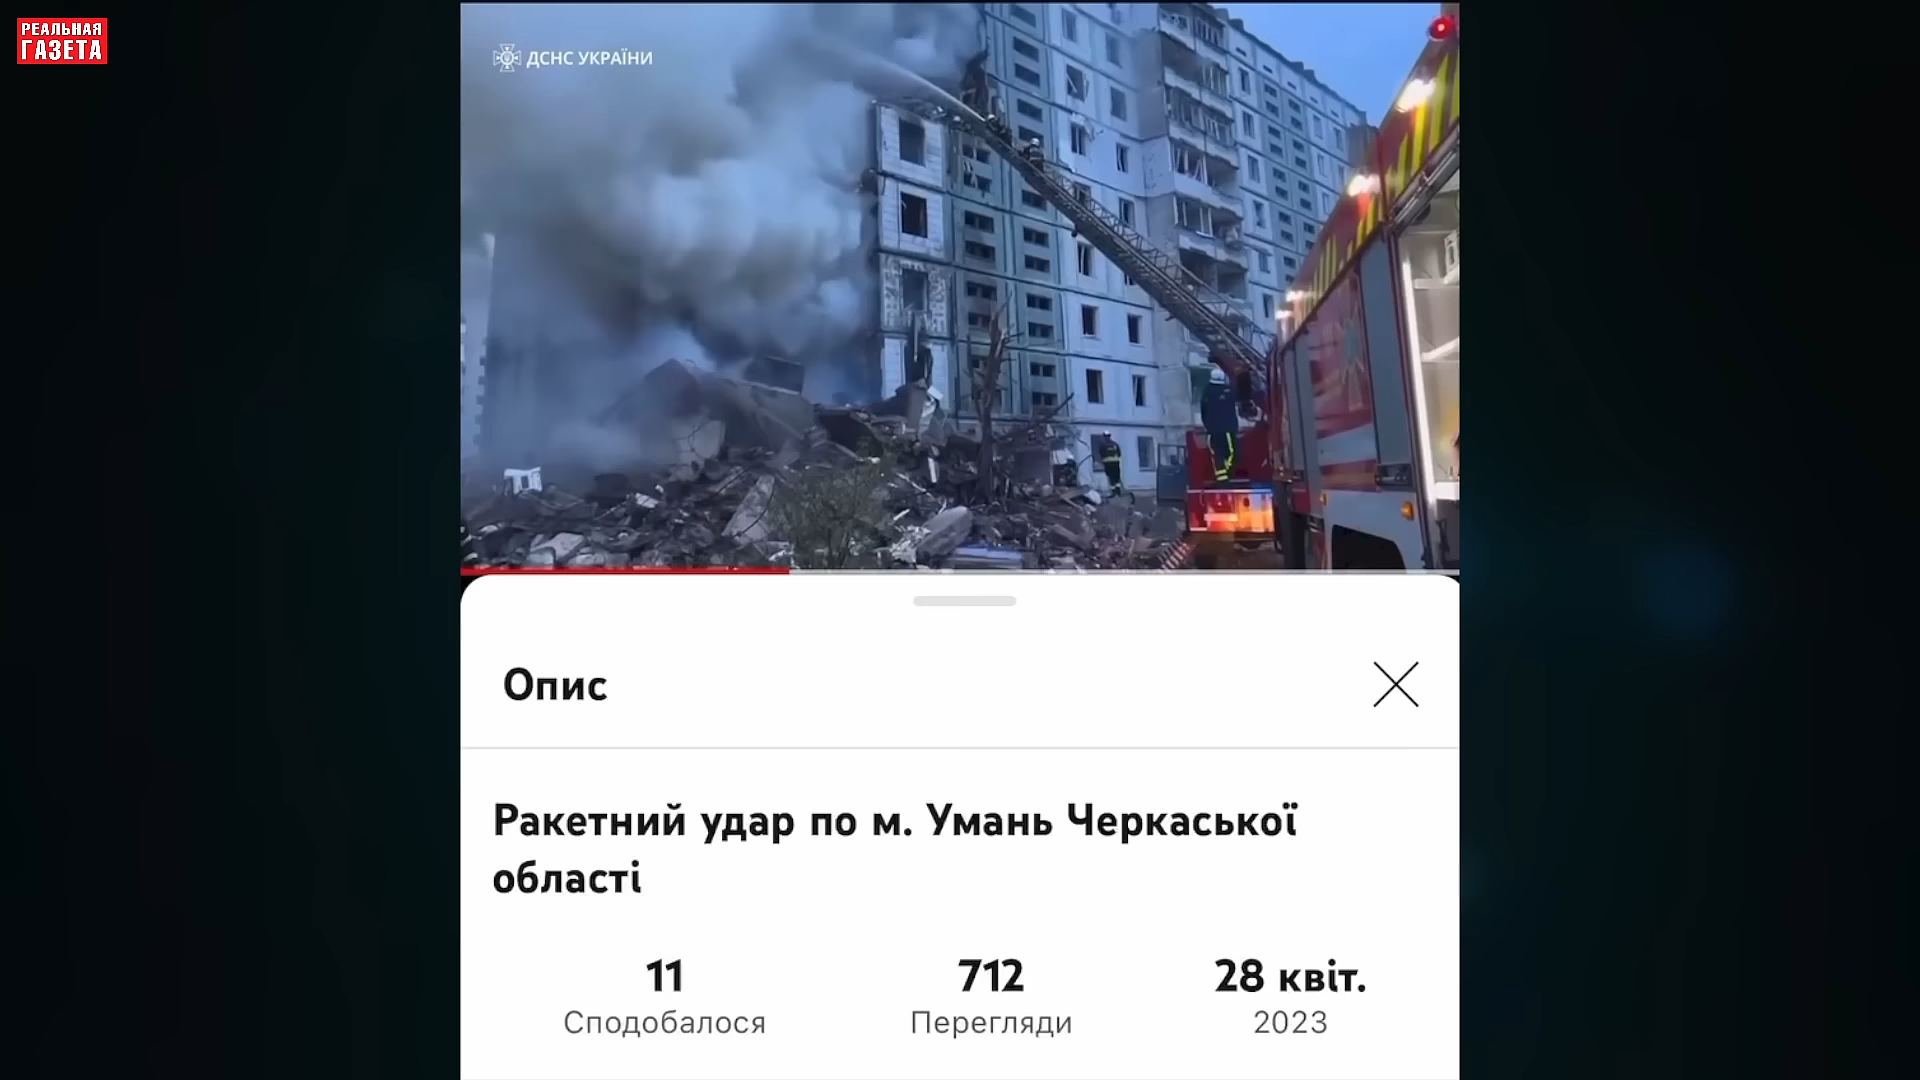 РЕАЛЬНАЯ
ГАЗЕТА
ДСНС УКРАЇНИ
Опис
Ракетний удар по м. Умань Черкаської
області
11
Сподобалося
712
Перегляди
28 квіт.
2023